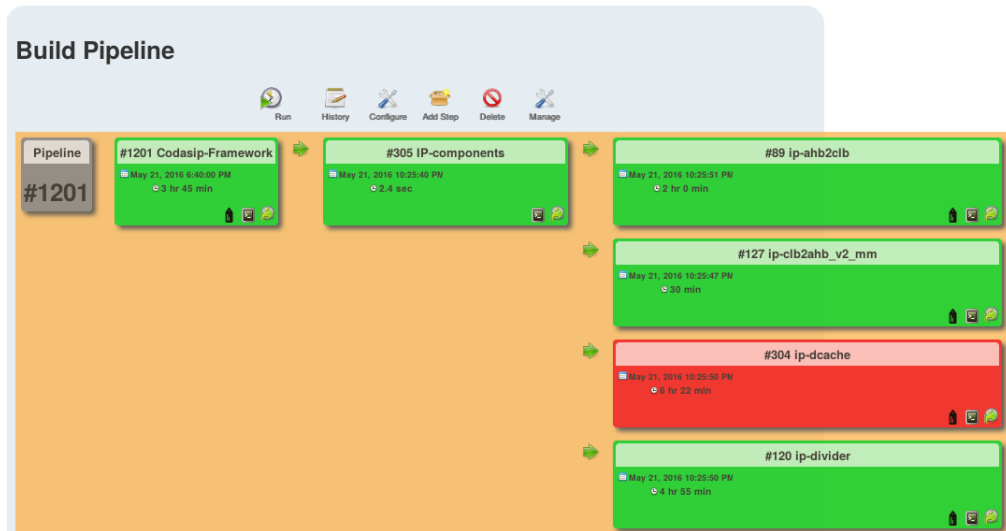 Build Pipeline
Run
History
Configure
Add Step
Delete
Manage
Pipeline
#1201
#1201 Codasip-Framework
May 21, 2016 6:40:00 PM
3 hr 45 min
#305 IP-components
May 21, 2016 10:25:40 PM
2.4 sec
#89 ip-ahb2clb
May 21, 2016 10:25:51 PM
2 hr 0 min
#127 ip-clb2ahb_v2_mm
May 21, 2016 10:25:47 PM
30 min
#304 ip-dcache
May 21, 2016 10:25:50 PM
6 hr 22 min
#120 ip-divider
May 21, 2016 10:25:50 PM
4 hr 55 min